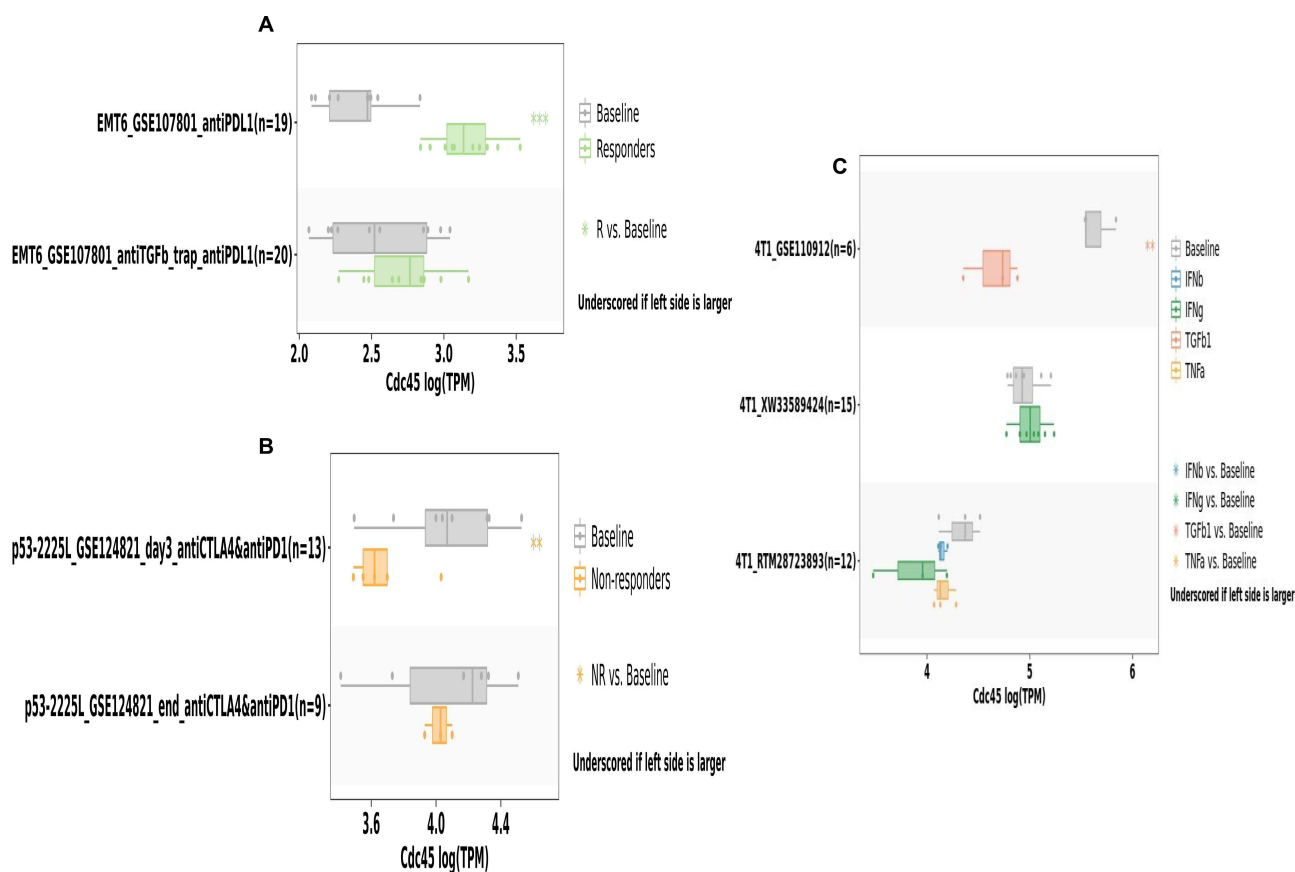 A
EMT6_GSE107801_antiPDL1(n=19)
***
EMT6_GSE107801_antiTGFb_trap_antiPDL1(n=20)
2.0 2.5 3.0 3.5
Cdc45 log(TPM)
Baseline
Responders
* R vs. Baseline
Underscored if left side is larger
B
p53-2225L_GSE124821_day3_antiCTLA4&antiPD1(n=13)
**
p53-2225L_GSE124821_end_antiCTLA4&antiPD1(n=9)
3.6 4.0 4.4
Cdc45 log(TPM)
Baseline
Non-responders
* NR vs. Baseline
Underscored if left side is larger
C
4T1_GSE110912(n=6)
**
4T1_XW33589424(n=15)
4T1_RTM28723893(n=12)
4 5 6
Cdc45 log(TPM)
Baseline
IFNb
IFNg
TGFb1
TNFa
* IFNb vs. Baseline
* IFNg vs. Baseline
* TGFb1 vs. Baseline
* TNFa vs. Baseline
Underscored if left side is larger